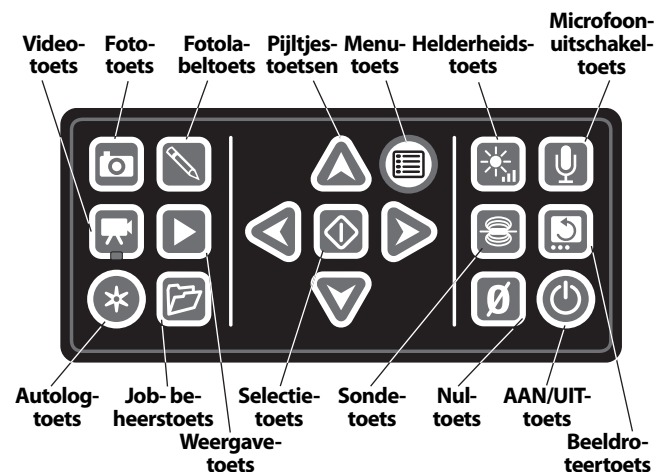 Video-
toets
Foto-
toets
Fotola-
beltoets
Pijltjes-
toetsen
Menu-
toets
Helderheids-
toets
Microfoon-
uitschakel-
toets
Autolog-
toets
Job- be-
heerstoets
Weergave-
toets
Selectie-
toets
Sonde-
toets
Nul-
toets
AAN/UIT-
toets
Beeldro-
teertoets